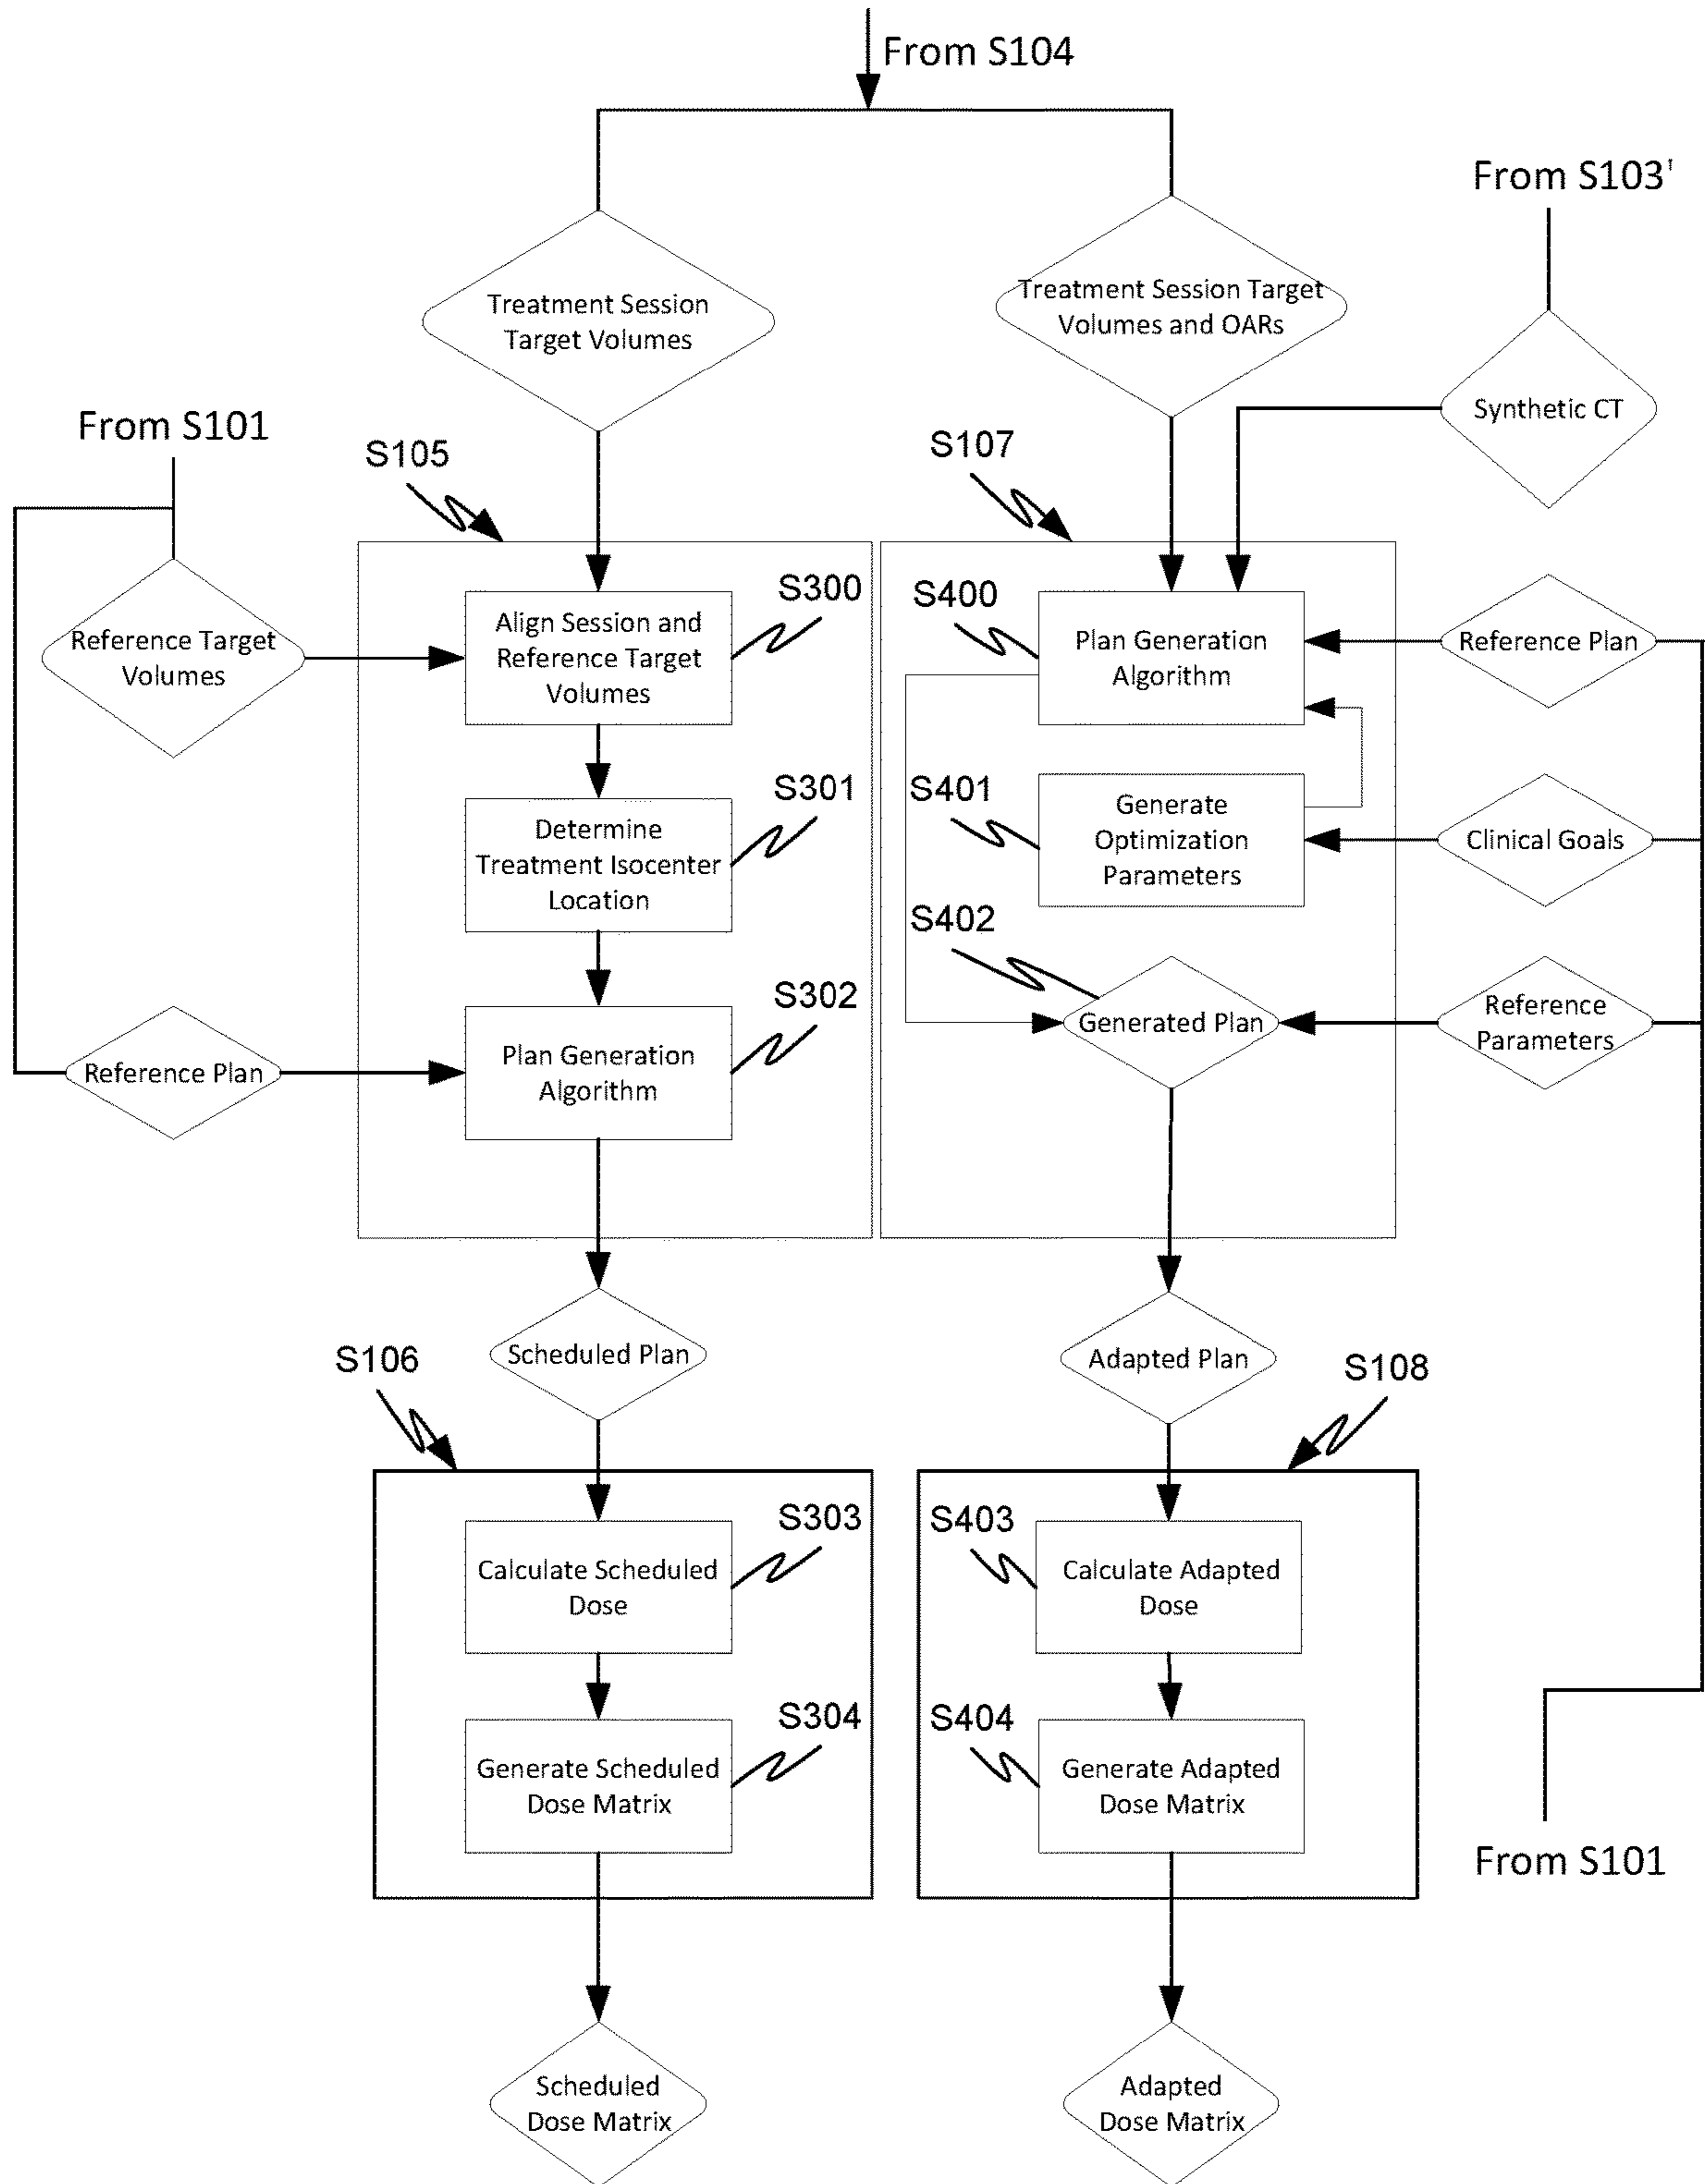 From S104
From S103'
Treatment Session
Target Volumes
Treatment Session Target
Volumes and OARs
Synthetic CT
From S101
S105
S107
Reference Target
Volumes
Align Session and
Reference Target
Volumes
S300
S400
Plan Generation
Algorithm
Reference Plan
Determine
Treatment Isocenter
Location
S301
S401
Generate
Optimization
Parameters
Clinical Goals
S402
Reference Plan
Plan Generation
Algorithm
S302
Generated Plan
Reference
Parameters
Scheduled Plan
Adapted Plan
S106
S108
Calculate Scheduled
Dose
S303
S403
Calculate Adapted
Dose
Generate Scheduled
Dose Matrix
S304
S404
Generate Adapted
Dose Matrix
From S101
Scheduled
Dose Matrix
Adapted
Dose Matrix